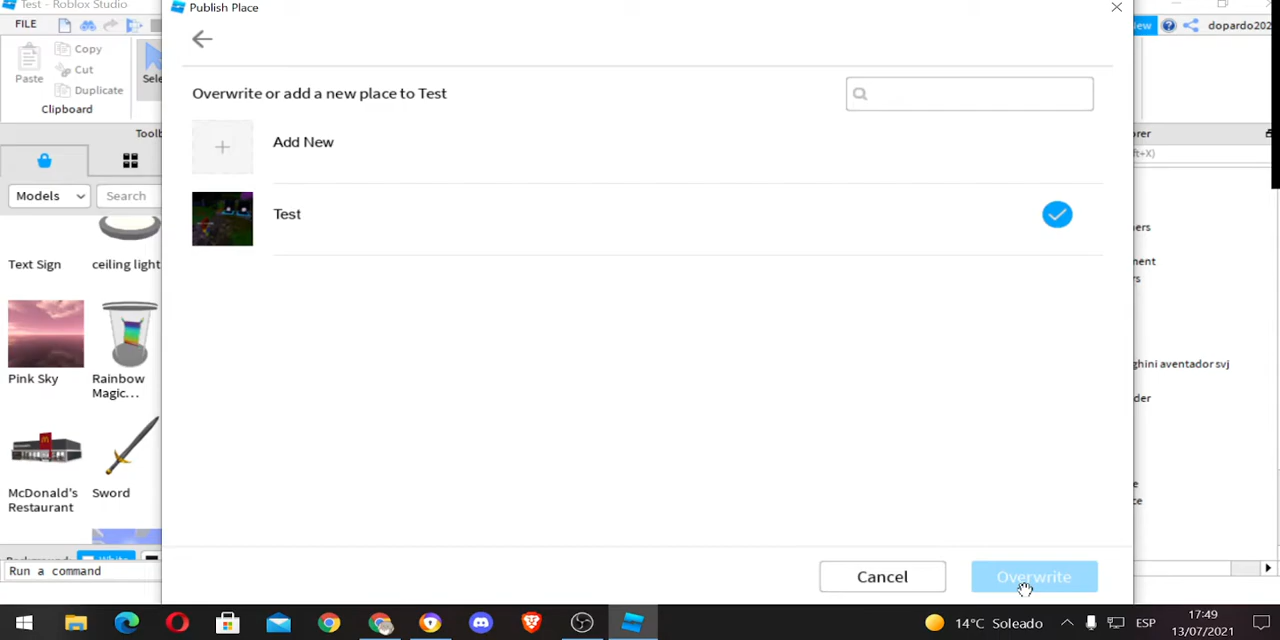 Test - Roblox Studio
Publish Place
FILE
dopardo202
Copy
Cut
Paste
Duplicate
Clipboard
Overwrite or add a new place to Test
Add New
Test
Models
Search
Text Sign
ceiling light
Pink Sky
Rainbow
Magic...
McDonald's
Restaurant
Sword
Run a command
Cancel
Overwrite
14°C Soleado
ESP
17:49
13/07/2021